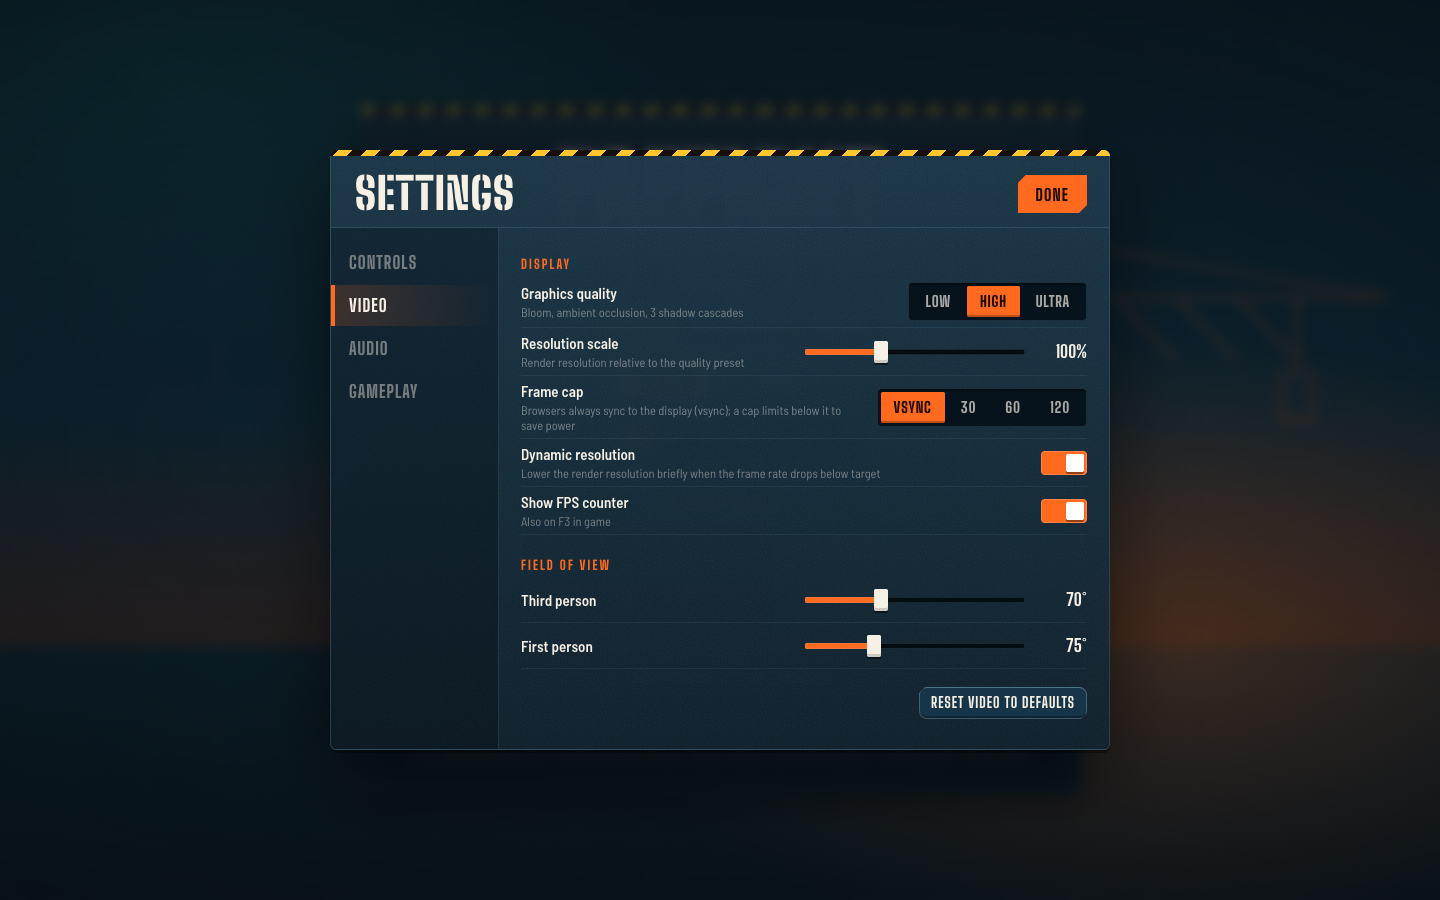 SETTINGS
DONE
CONTROLS
VIDEO
AUDIO
GAMEPLAY
DISPLAY
Graphics quality
Bloom, ambient occlusion, 3 shadow cascades
LOW HIGH ULTRA
Resolution scale
Render resolution relative to the quality preset
100%
Frame cap
Browsers always sync to the display (vsync); a cap limits below it to
save power
VSYNC 30 60 120
Dynamic resolution
Lower the render resolution briefly when the frame rate drops below target
Show FPS counter
Also on F3 in game
FIELD OF VIEW
Third person
70°
First person
75°
RESET VIDEO TO DEFAULTS